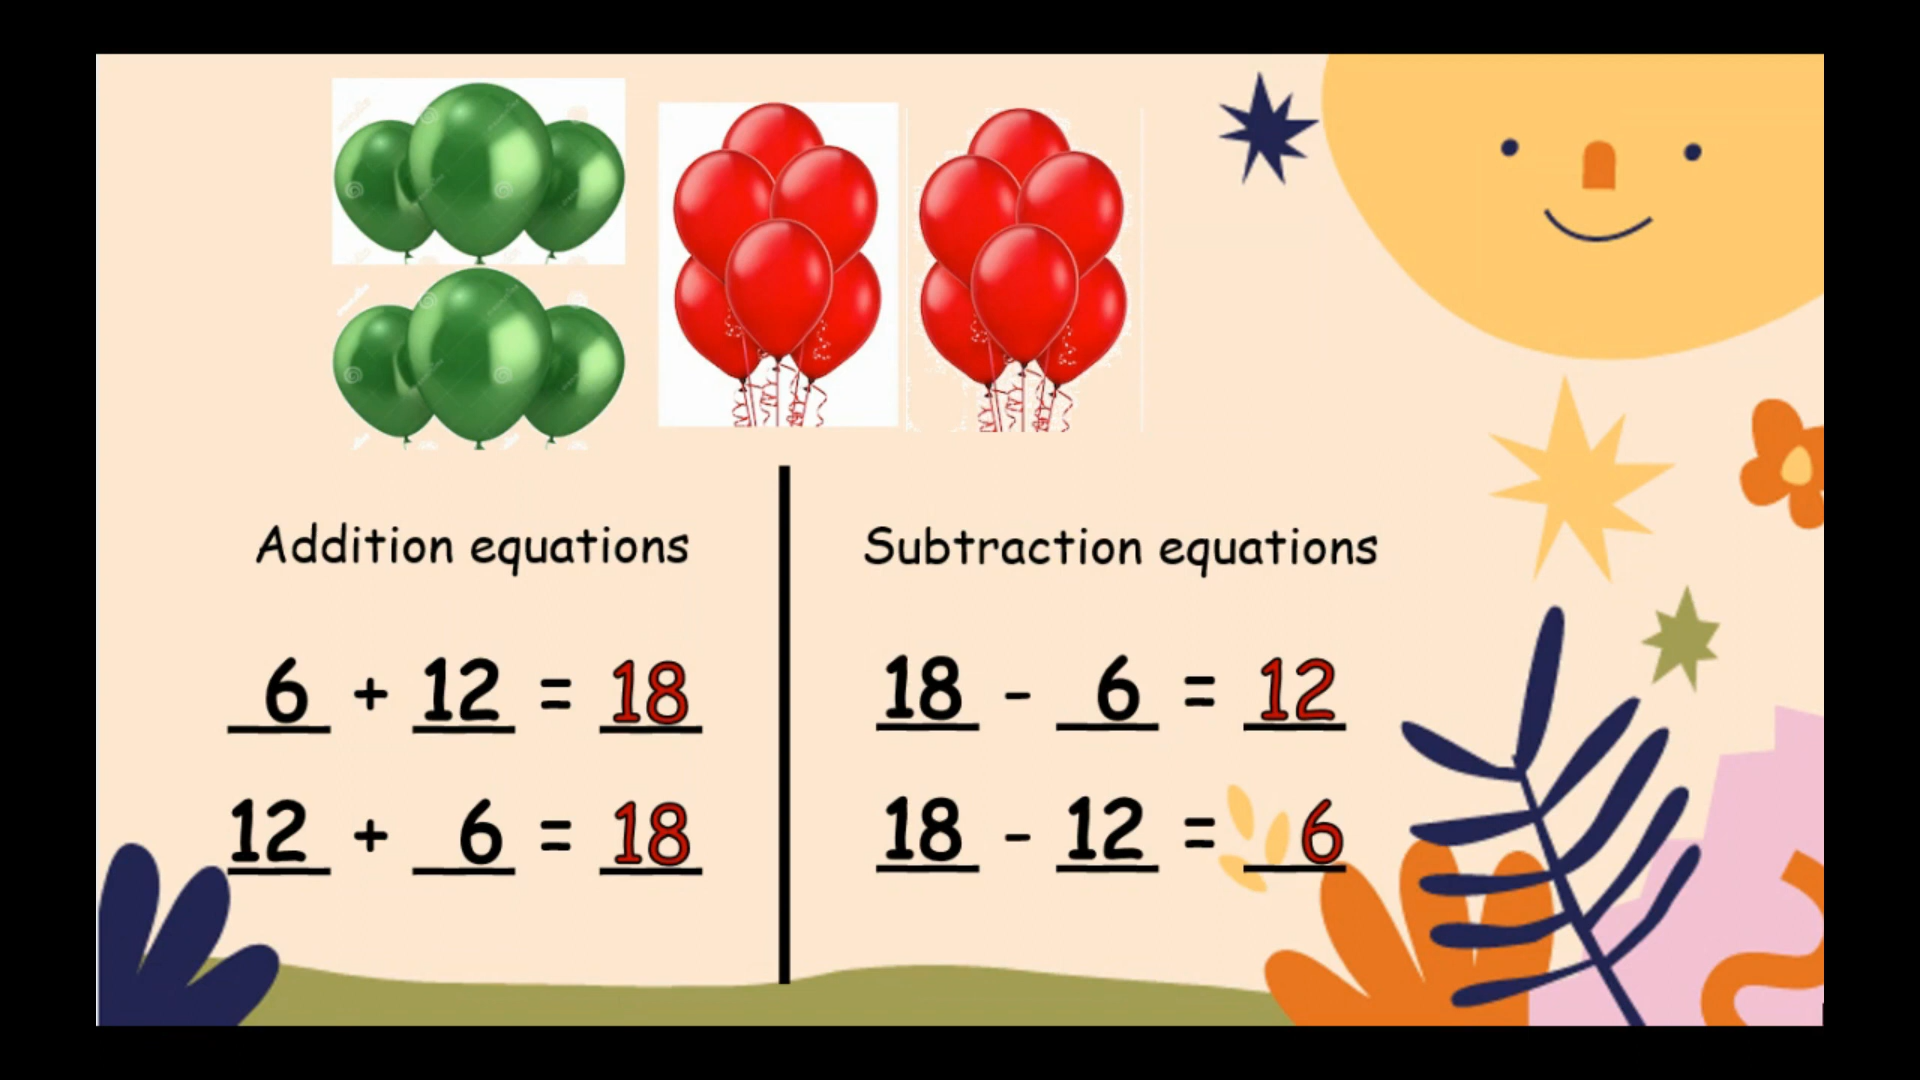 Addition equations
6 + 12 = 18
12 + 6 = 18
Subtraction equations
18 - 6 = 12
18 - 12 = 6